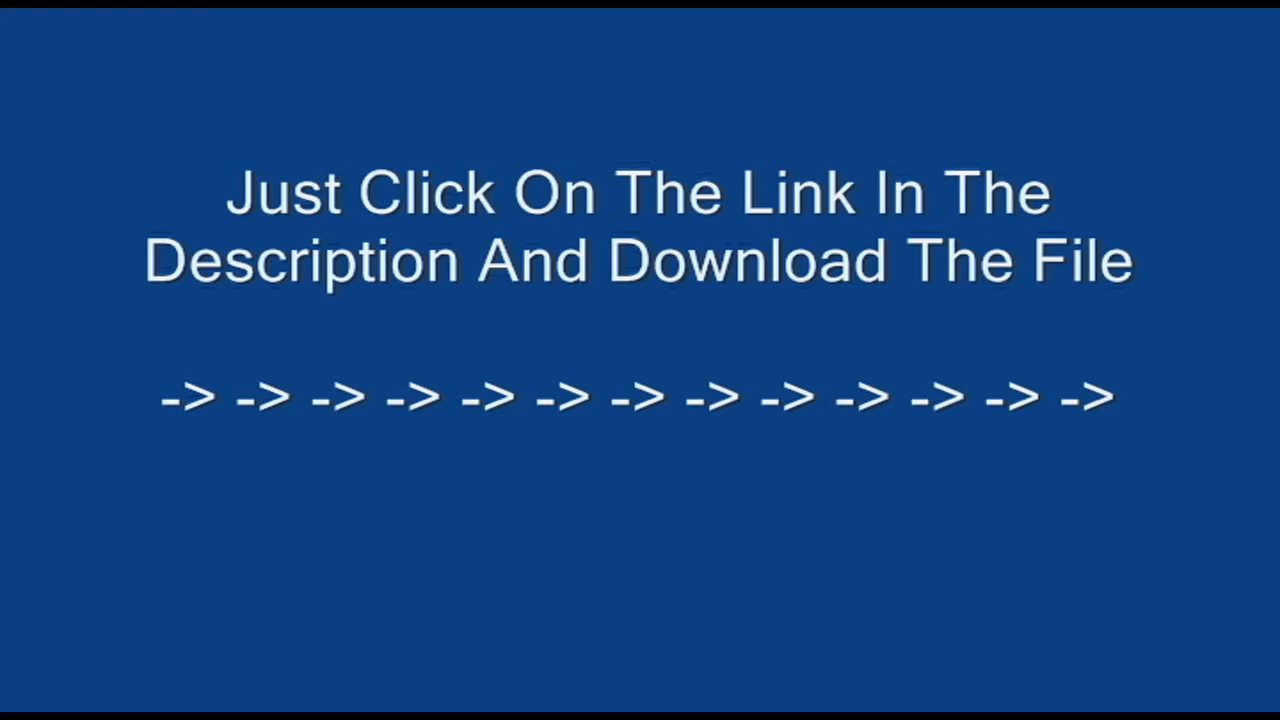 Just Click On The Link In The
Description And Download The File
-> -> -> -> -> -> -> -> -> -> -> -> ->